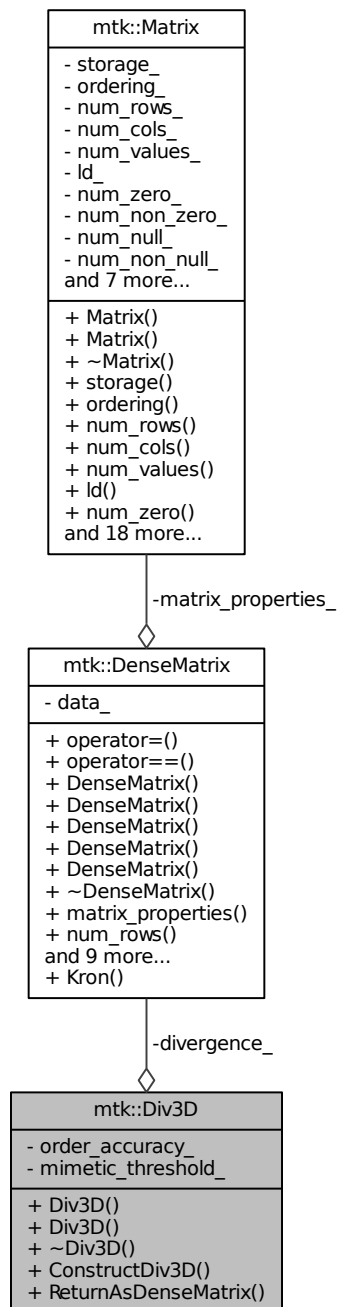 mtk::Matrix
- storage_
- ordering_
- num_rows_
- num_cols_
- num_values_
- ld_
- num_zero_
- num_non_zero_
- num_null_
- num_non_null_
and 7 more...
+ Matrix()
+ Matrix()
+ ~Matrix()
+ storage()
+ ordering()
+ num_rows()
+ num_cols()
+ num_values()
+ ld()
+ num_zero()
and 18 more...
-matrix_properties_
mtk::DenseMatrix
- data_
+ operator=()
+ operator==()
+ DenseMatrix()
+ DenseMatrix()
+ DenseMatrix()
+ DenseMatrix()
+ DenseMatrix()
+ ~DenseMatrix()
+ matrix_properties()
+ num_rows()
and 9 more...
+ Kron()
-divergence_
mtk::Div3D
- order_accuracy_
- mimetic_threshold_
+ Div3D()
+ Div3D()
+ ~Div3D()
+ ConstructDiv3D()
+ ReturnAsDenseMatrix()